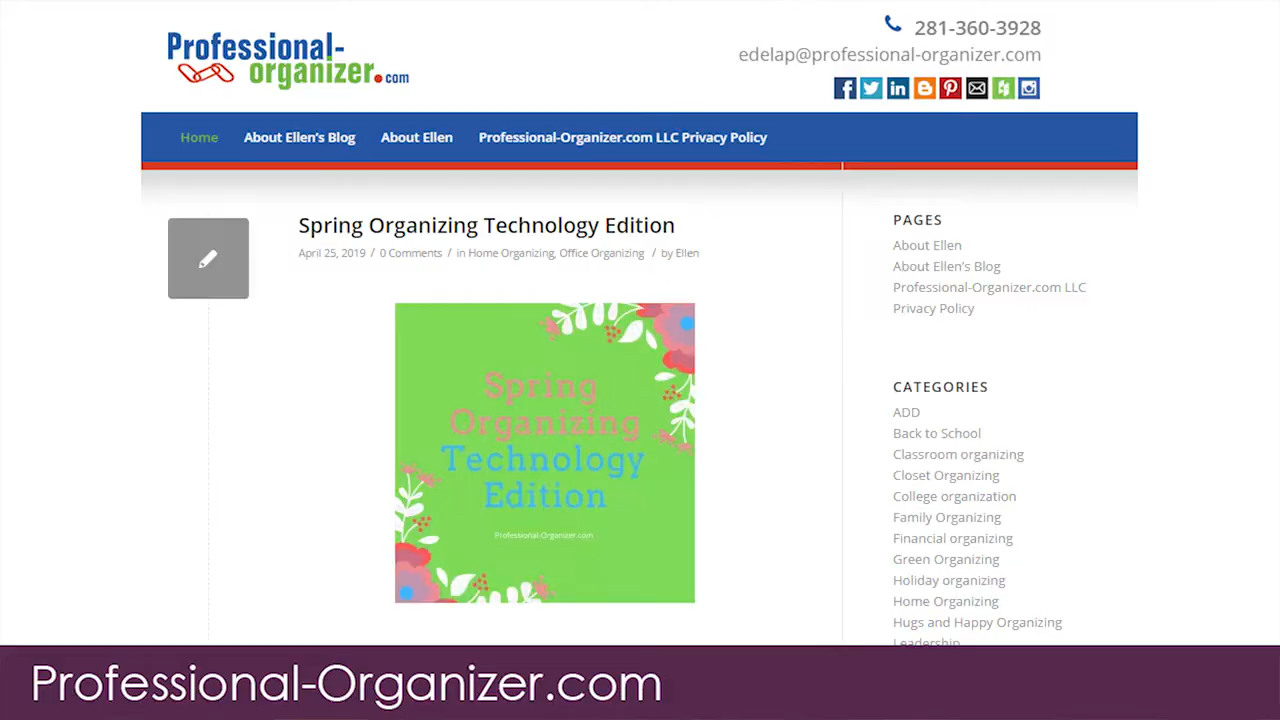 Professional-
organizer.com
281-360-3928
edelap@professional-organizer.com
Home About Ellen's Blog About Ellen Professional-Organizer.com LLC Privacy Policy
Spring Organizing Technology Edition
April 25, 2019 / 0 Comments / in Home Organizing, Office Organizing / by Ellen
Spring
Organizing
Technology
Edition
Professional-Organizer.com
PAGES
About Ellen
About Ellen's Blog
Professional-Organizer.com LLC
Privacy Policy
CATEGORIES
ADD
Back to School
Classroom organizing
Closet Organizing
College organization
Family Organizing
Financial organizing
Green Organizing
Holiday organizing
Home Organizing
Hugs and Happy Organizing
Leadership
Professional-Organizer.com